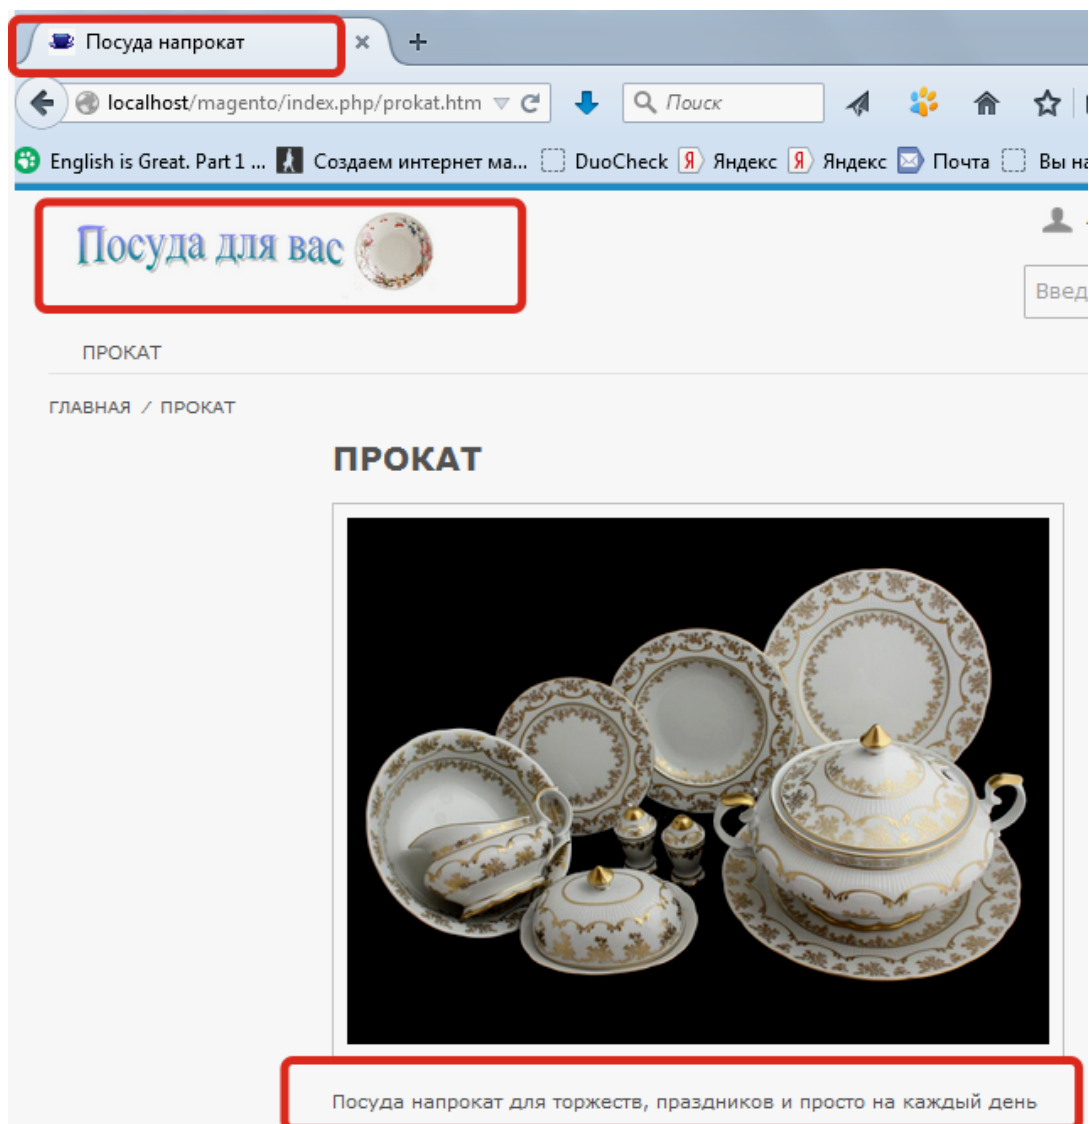 Посуда напрокат
localhost/magento/index.php/prokat.htm
Поиск
English is Great. Part 1 ... Создаем интернет ма... DuoCheck Яндекс Яндекс Почта Вы на
Посуда для вас
Введ
ПРОКАТ
ГЛАВНАЯ / ПРОКАТ
ПРОКАТ
Посуда напрокат для торжеств, праздников и просто на каждый день